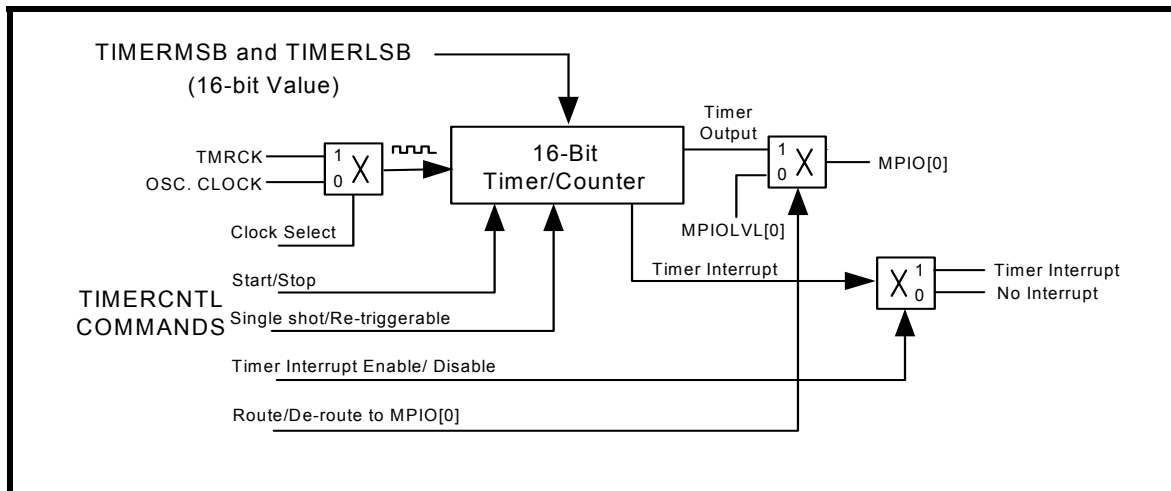 TIMERMSB and TIMERLSB
(16-bit Value)
TMRCK
OSC. CLOCK
1
0
X
Clock Select
16-Bit
Timer/Counter
Timer
Output
1
0
X
MPIO[0]
MPIOLVL[0]
Timer Interrupt
X
1
0
Timer Interrupt
No Interrupt
TIMERCNTL
COMMANDS
Start/Stop
Single shot/Re-triggerable
Timer Interrupt Enable/ Disable
Route/De-route to MPIO[0]